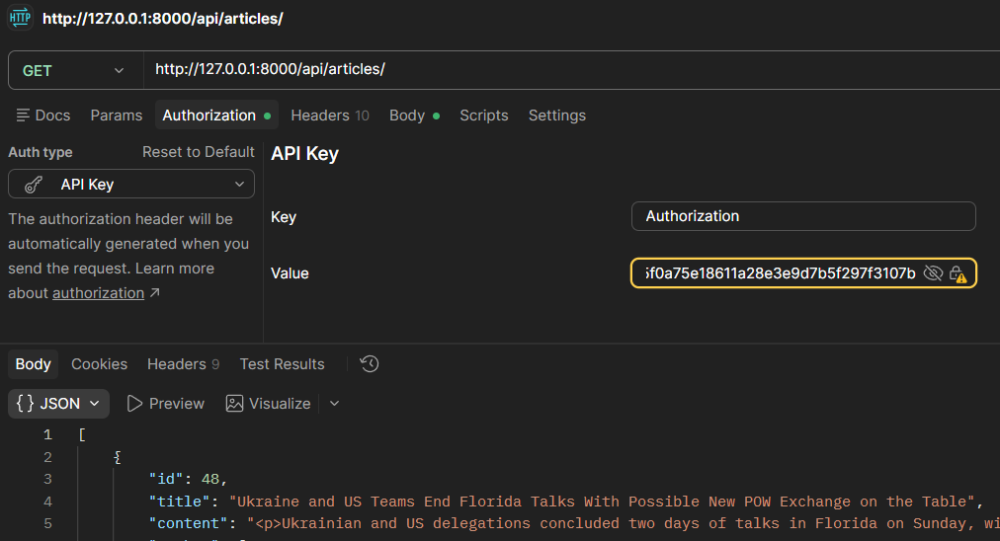 HTTP http://127.0.0.1:8000/api/articles/
GET http://127.0.0.1:8000/api/articles/
Docs Params Authorization Headers 10 Body Scripts Settings
Auth type Reset to Default
API Key
The authorization header will be
automatically generated when you
send the request. Learn more
about authorization ↗
API Key
Key Authorization
Value f0a75e18611a28e3e9d7b5f297f3107b
Body Cookies Headers 9 Test Results
{} JSON Preview Visualize
1 [
2 {
3 "id": 48,
4 "title": "Ukraine and US Teams End Florida Talks With Possible New POW Exchange on the Table",
5 "content": "<p>Ukrainian and US delegations concluded two days of talks in Florida on Sunday, wi